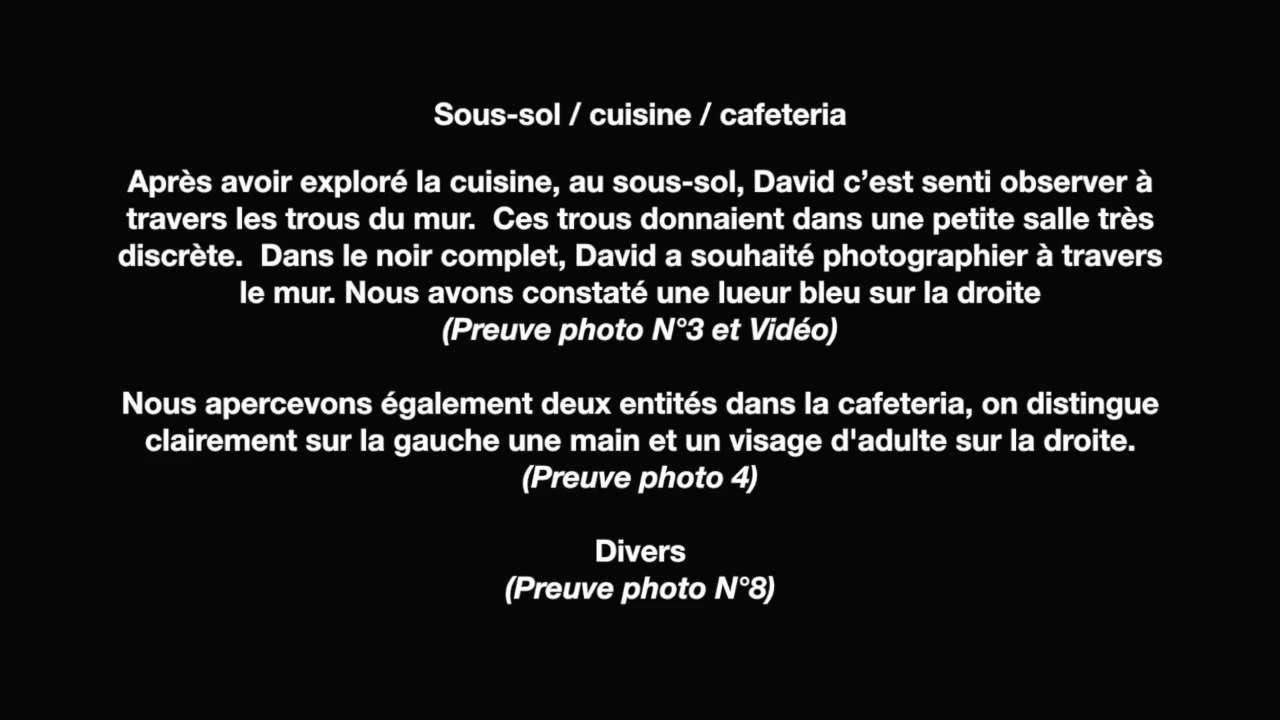 Sous-sol / cuisine / cafeteria
Après avoir exploré la cuisine, au sous-sol, David c’est senti observer à
travers les trous du mur.  Ces trous donnaient dans une petite salle très
discrète.  Dans le noir complet, David a souhaité photographier à travers
le mur. Nous avons constaté une lueur bleu sur la droite
(Preuve photo N°3 et Vidéo)
Nous apercevons également deux entités dans la cafeteria, on distingue
clairement sur la gauche une main et un visage d'adulte sur la droite.
(Preuve photo 4)
Divers
(Preuve photo N°8)